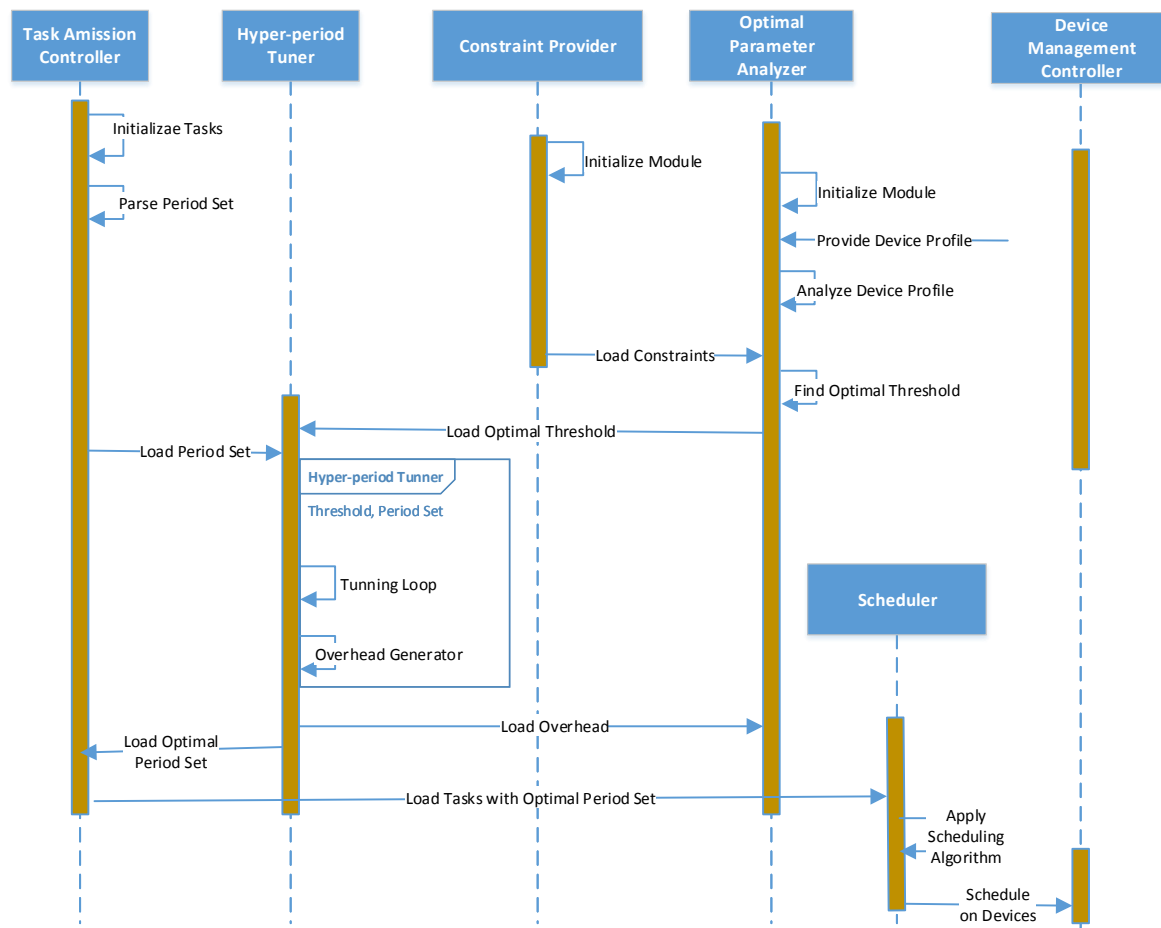 Task Amission
Controller
Hyper-period
Tuner
Constraint Provider
Optimal
Parameter
Analyzer
Device
Management
Controller
Initializae Tasks
Parse Period Set
Initialize Module
Initialize Module
Provide Device Profile
Analyze Device Profile
Load Constraints
Find Optimal Threshold
Load Optimal Threshold
Load Period Set
Hyper-period Tunner
Threshold, Period Set
Tunning Loop
Scheduler
Overhead Generator
Load Overhead
Load Optimal
Period Set
Load Tasks with Optimal Period Set
Apply
Scheduling
Algorithm
Schedule
on Devices